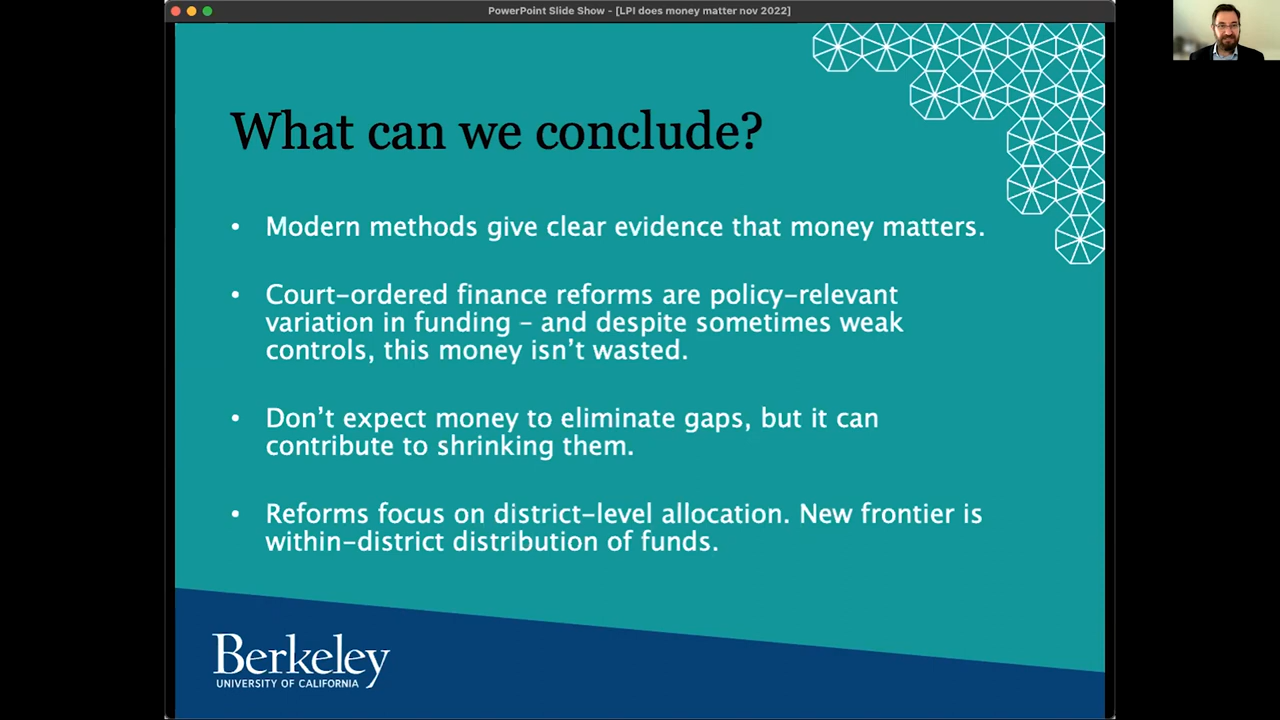 PowerPoint Slide Show - [LPI does money matter nov 2022]
What can we conclude?
• Modern methods give clear evidence that money matters.
• Court-ordered finance reforms are policy-relevant
variation in funding – and despite sometimes weak
controls, this money isn’t wasted.
• Don’t expect money to eliminate gaps, but it can
contribute to shrinking them.
• Reforms focus on district-level allocation. New frontier is
within-district distribution of funds.
Berkeley
UNIVERSITY OF CALIFORNIA